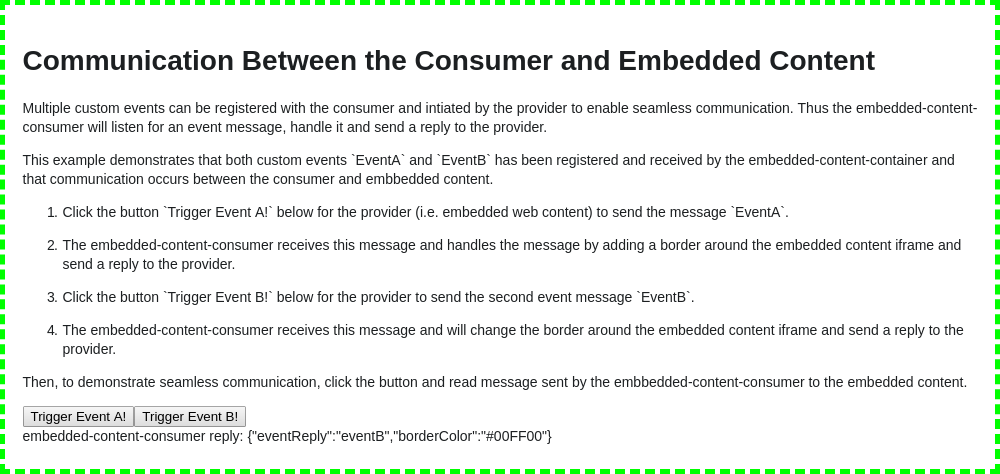 Communication Between the Consumer and Embedded Content
Multiple custom events can be registered with the consumer and intiated by the provider to enable seamless communication. Thus the embedded-content-
consumer will listen for an event message, handle it and send a reply to the provider.
This example demonstrates that both custom events `EventA` and `EventB` has been registered and received by the embedded-content-container and
that communication occurs between the consumer and embbedded content.
1. Click the button `Trigger Event A!` below for the provider (i.e. embedded web content) to send the message `EventA`.
2. The embedded-content-consumer receives this message and handles the message by adding a border around the embedded content iframe and
send a reply to the provider.
3. Click the button `Trigger Event B!` below for the provider to send the second event message `EventB`.
4. The embedded-content-consumer receives this message and will change the border around the embedded content iframe and send a reply to the
provider.
Then, to demonstrate seamless communication, click the button and read message sent by the embbedded-content-consumer to the embedded content.
Trigger Event A! Trigger Event B!
embedded-content-consumer reply: {"eventReply":"eventB","borderColor":"#00FF00"}